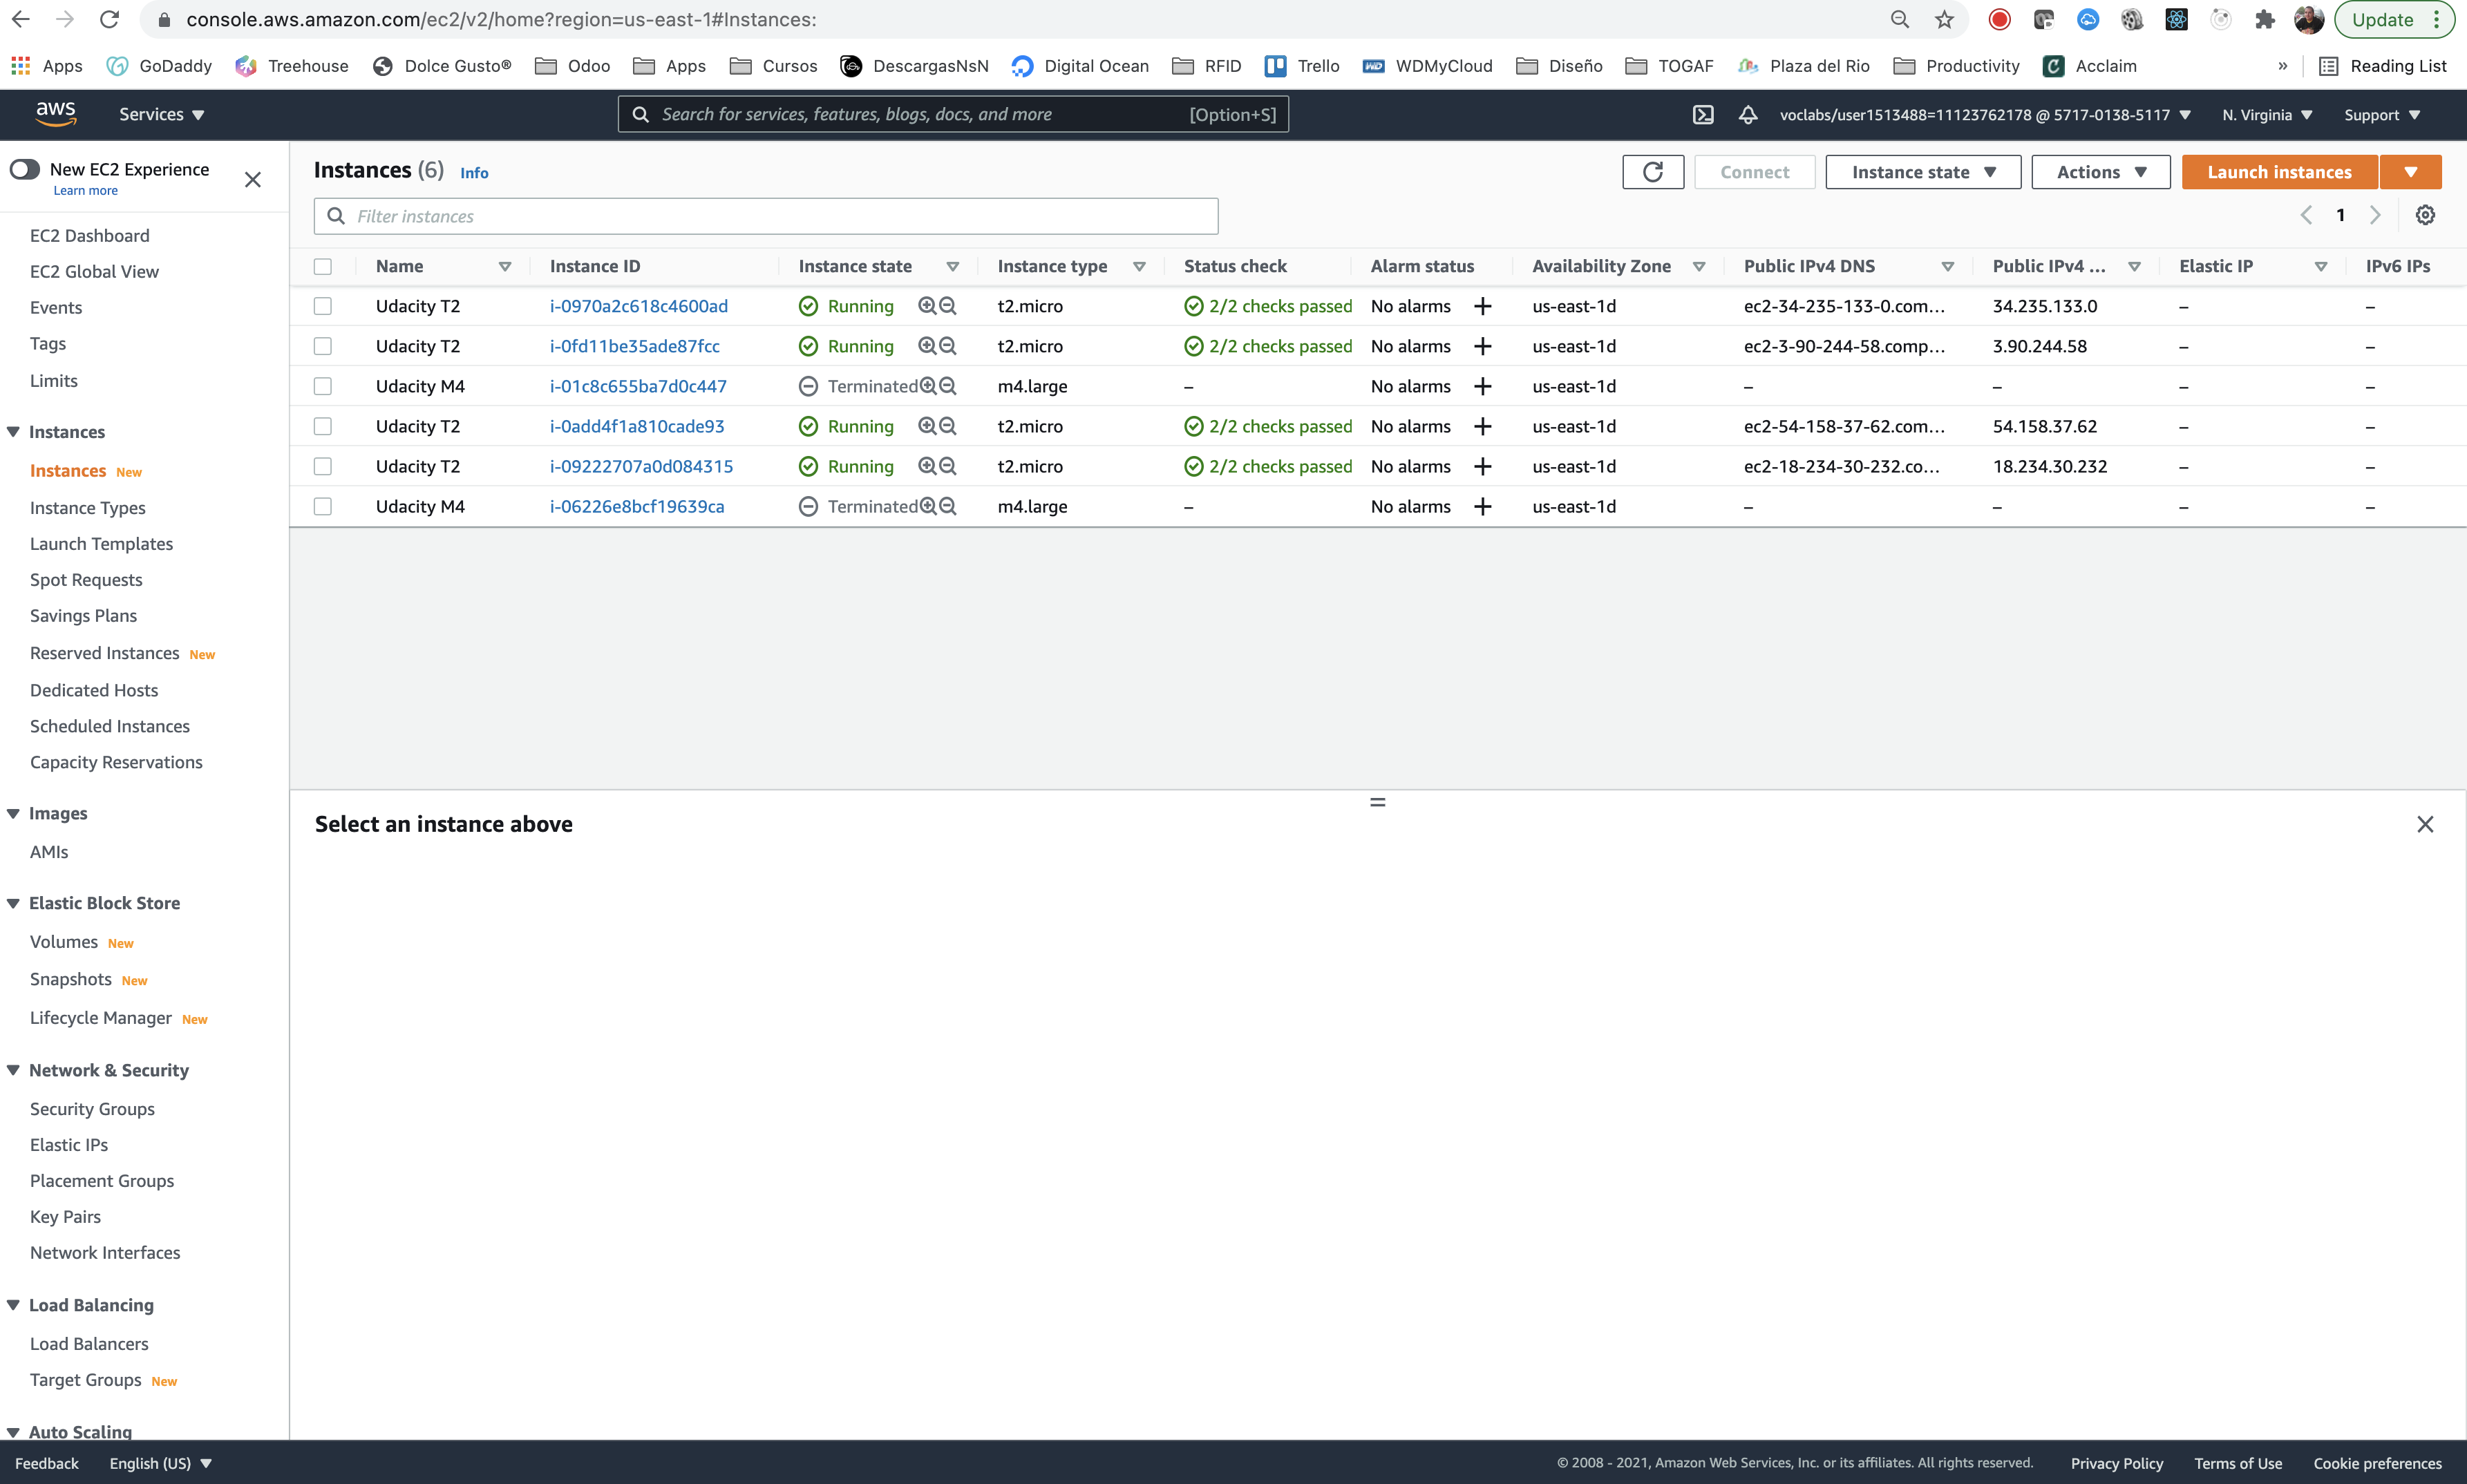 console.aws.amazon.com/ec2/v2/home?region=us-east-1#Instances:
Update
Apps GoDaddy Treehouse Dolce Gusto® Odoo Apps Cursos DescargasNsN Digital Ocean RFID Trello WDMyCloud Diseño TOGAF Plaza del Rio Productivity Acclaim » Reading List
aws Services Search for services, features, blogs, docs, and more [Option+S] voclabs/user1513488=11123762178 @ 5717-0138-5117 N. Virginia Support
New EC2 Experience
Learn more
EC2 Dashboard
EC2 Global View
Events
Tags
Limits
Instances
Instances New
Instance Types
Launch Templates
Spot Requests
Savings Plans
Reserved Instances New
Dedicated Hosts
Scheduled Instances
Capacity Reservations
Images
AMIs
Elastic Block Store
Volumes New
Snapshots New
Lifecycle Manager New
Network & Security
Security Groups
Elastic IPs
Placement Groups
Key Pairs
Network Interfaces
Load Balancing
Load Balancers
Target Groups New
Auto Scaling
Instances (6) Info Connect Instance state Actions Launch instances
Filter instances
1
Name Instance ID Instance state Instance type Status check Alarm status Availability Zone Public IPv4 DNS Public IPv4 ... Elastic IP IPv6 IPs
Udacity T2 i-0970a2c618c4600ad Running t2.micro 2/2 checks passed No alarms + us-east-1d ec2-34-235-133-0.com... 34.235.133.0 – –
Udacity T2 i-0fd11be35ade87fcc Running t2.micro 2/2 checks passed No alarms + us-east-1d ec2-3-90-244-58.comp... 3.90.244.58 – –
Udacity M4 i-01c8c655ba7d0c447 Terminated m4.large – No alarms + us-east-1d – – – –
Udacity T2 i-0add4f1a810cade93 Running t2.micro 2/2 checks passed No alarms + us-east-1d ec2-54-158-37-62.com... 54.158.37.62 – –
Udacity T2 i-09222707a0d084315 Running t2.micro 2/2 checks passed No alarms + us-east-1d ec2-18-234-30-232.co... 18.234.30.232 – –
Udacity M4 i-06226e8bcf19639ca Terminated m4.large – No alarms + us-east-1d – – – –
Select an instance above
Feedback English (US) © 2008 - 2021, Amazon Web Services, Inc. or its affiliates. All rights reserved. Privacy Policy Terms of Use Cookie preferences